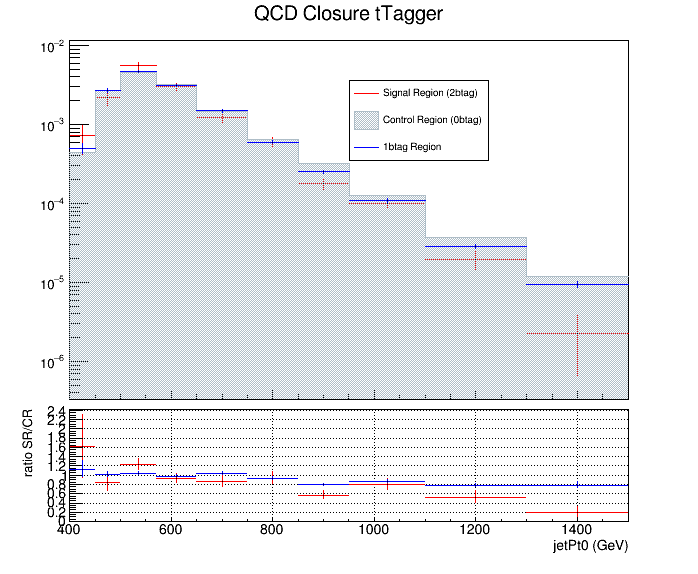 QCD Closure tTagger
10⁻²
10⁻³
10⁻⁴
10⁻⁵
10⁻⁶
Signal Region (2btag)
Control Region (0btag)
1btag Region
ratio SR/CR
2.4
2.2
2
1.8
1.6
1.4
1.2
1
0.8
0.6
0.4
0.2
0
400 600 800 1000 1200 1400
jetPt0 (GeV)